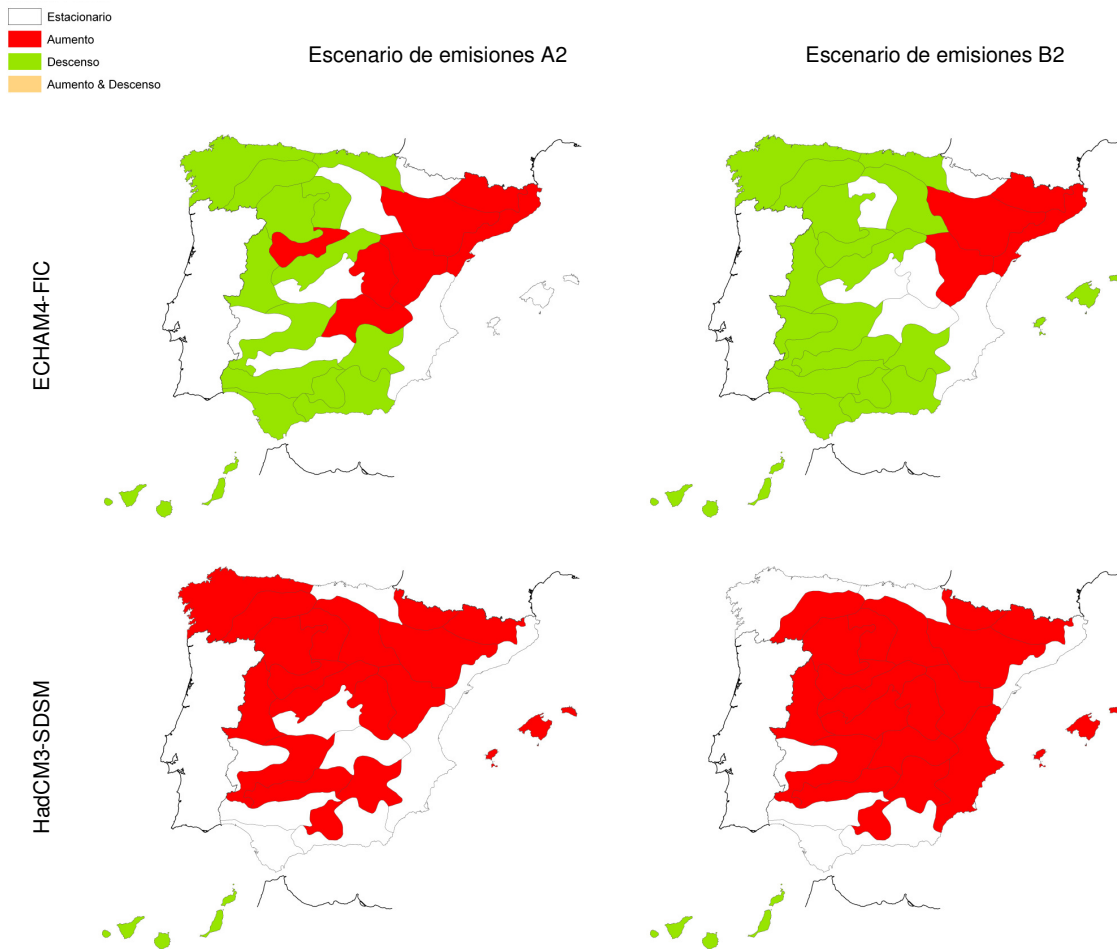 Estacionario
Aumento
Descenso
Aumento & Descenso
Escenario de emisiones A2
Escenario de emisiones B2
ECHAM4-FIC
HadCM3-SDSM